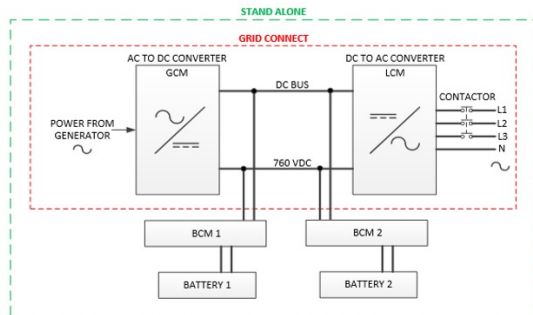 STAND ALONE
GRID CONNECT
AC TO DC CONVERTER
GCM
DC TO AC CONVERTER
LCM
DC BUS
CONTACTOR
L1
L2
L3
N
POWER FROM
GENERATOR
760 VDC
BCM 1
BCM 2
BATTERY 1
BATTERY 2